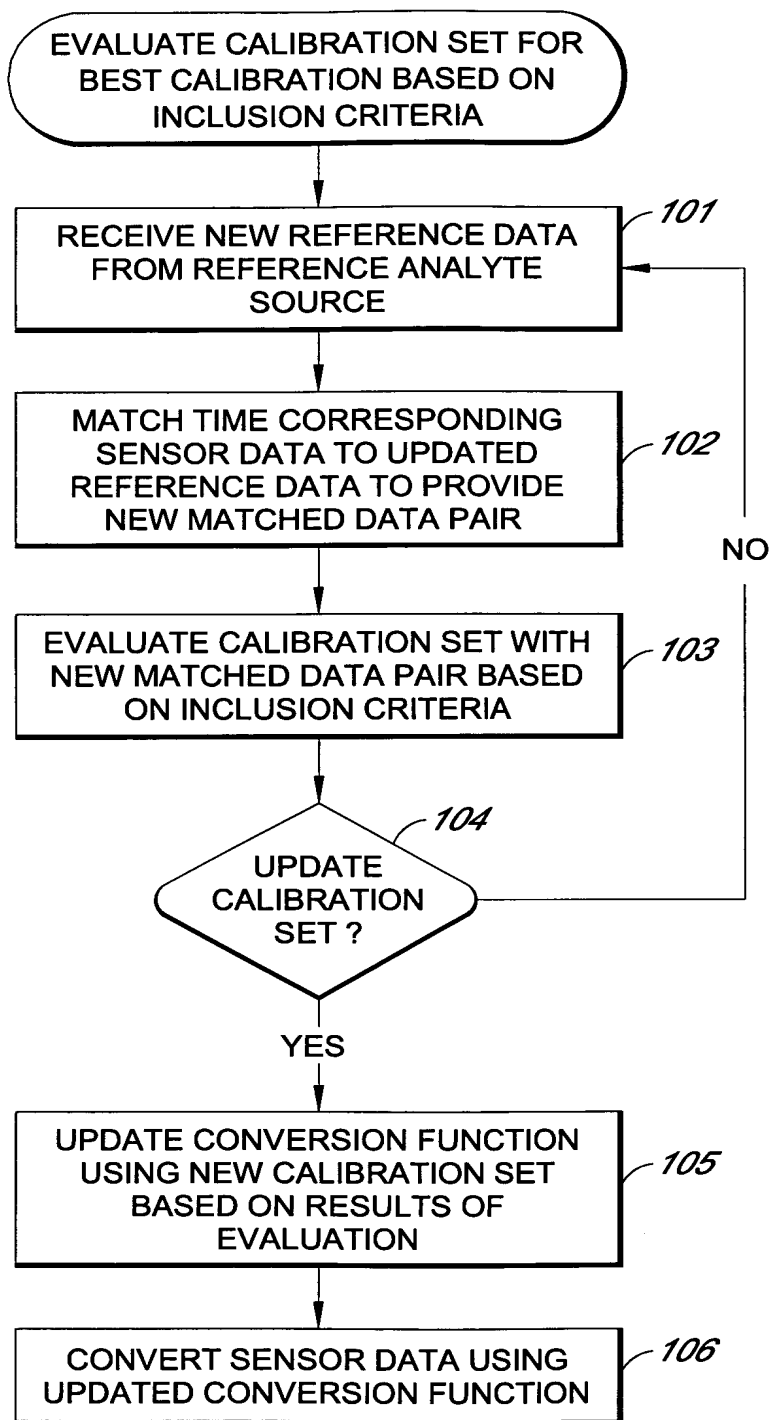 EVALUATE CALIBRATION SET FOR
BEST CALIBRATION BASED ON
INCLUSION CRITERIA
101
RECEIVE NEW REFERENCE DATA
FROM REFERENCE ANALYTE
SOURCE
102
MATCH TIME CORRESPONDING
SENSOR DATA TO UPDATED
REFERENCE DATA TO PROVIDE
NEW MATCHED DATA PAIR
NO
103
EVALUATE CALIBRATION SET WITH
NEW MATCHED DATA PAIR BASED
ON INCLUSION CRITERIA
104
UPDATE
CALIBRATION
SET ?
YES
105
UPDATE CONVERSION FUNCTION
USING NEW CALIBRATION SET
BASED ON RESULTS OF
EVALUATION
106
CONVERT SENSOR DATA USING
UPDATED CONVERSION FUNCTION